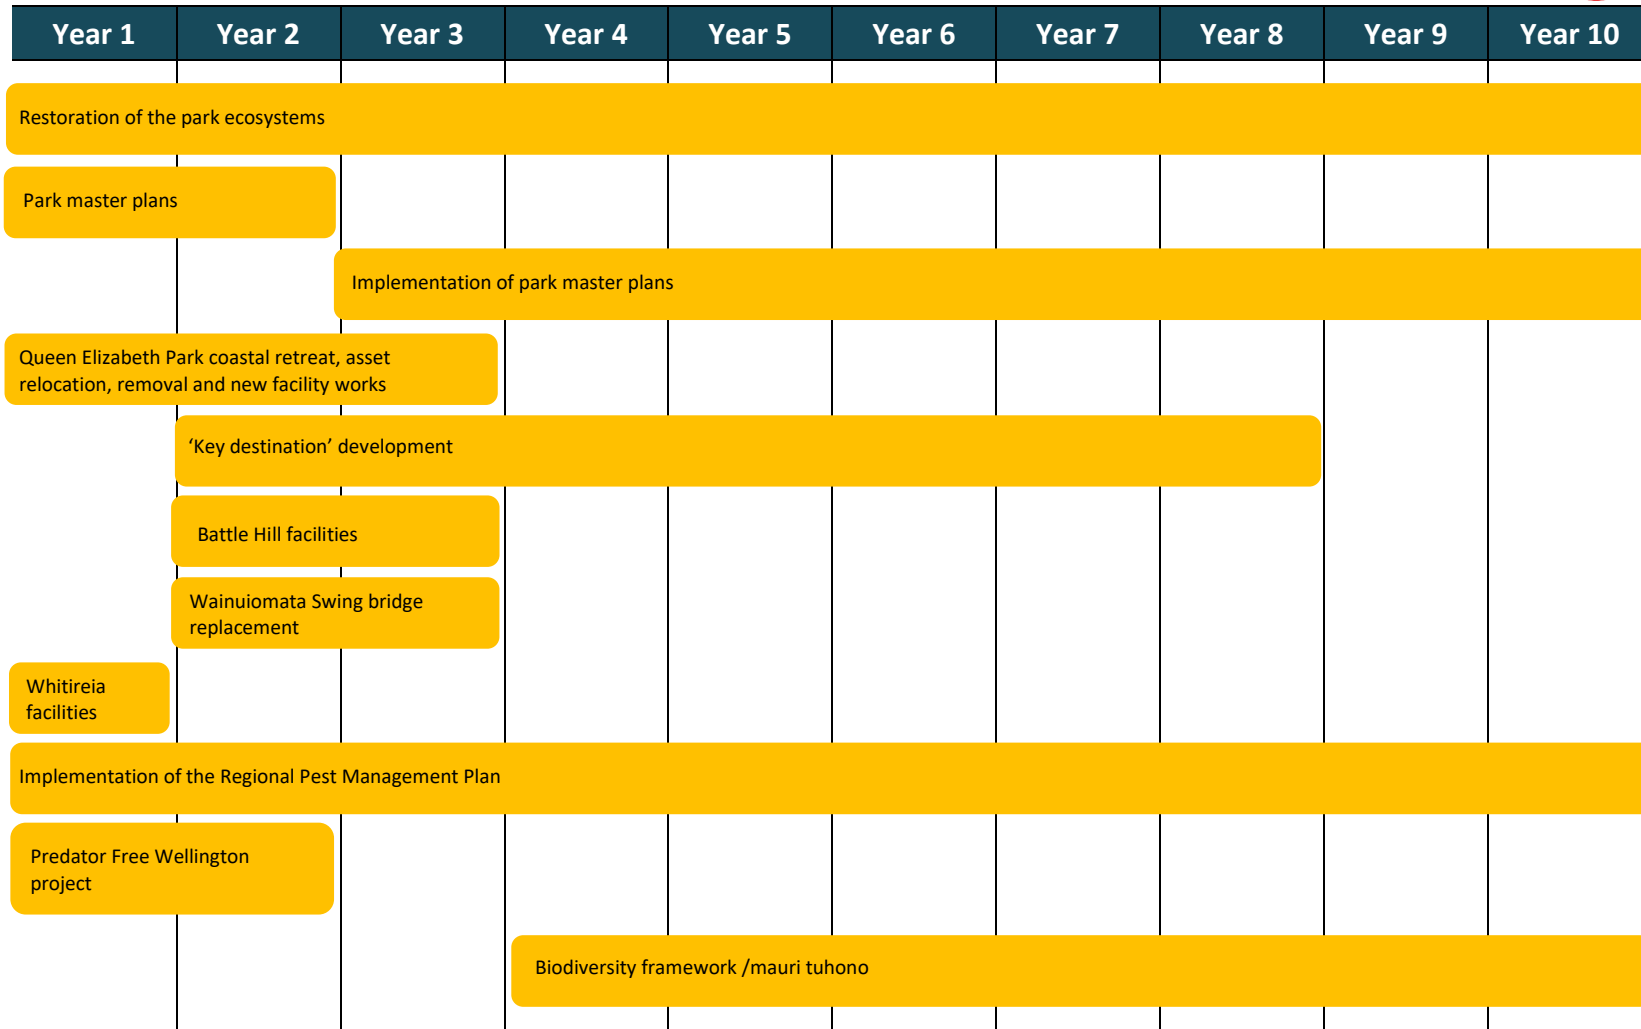 Year 1 Year 2 Year 3 Year 4 Year 5 Year 6 Year 7 Year 8 Year 9 Year 10
Restoration of the park ecosystems
Park master plans
Implementation of park master plans
Queen Elizabeth Park coastal retreat, asset
relocation, removal and new facility works
‘Key destination’ development
Battle Hill facilities
Wainuiomata Swing bridge
replacement
Whitireia
facilities
Implementation of the Regional Pest Management Plan
Predator Free Wellington
project
Biodiversity framework /mauri tuhono